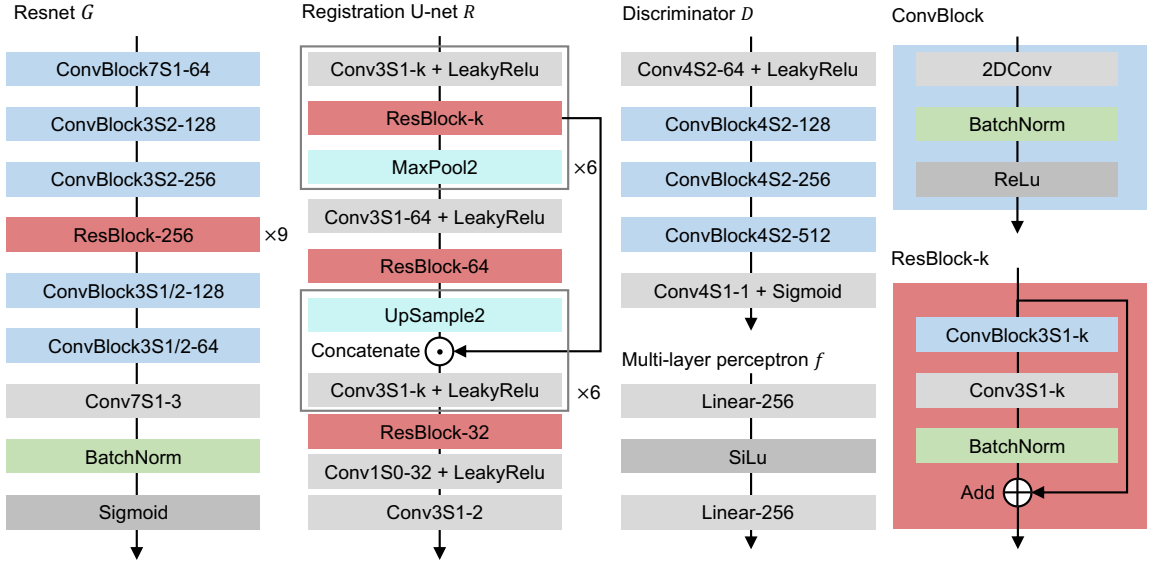 Resnet G
ConvBlock7S1-64
ConvBlock3S2-128
ConvBlock3S2-256
ResBlock-256
×9
ConvBlock3S1/2-128
ConvBlock3S1/2-64
Conv7S1-3
BatchNorm
Sigmoid
Registration U-net R
Conv3S1-k + LeakyRelu
ResBlock-k
MaxPool2
×6
Conv3S1-64 + LeakyRelu
ResBlock-64
UpSample2
Concatenate
Conv3S1-k + LeakyRelu
×6
ResBlock-32
Conv1S0-32 + LeakyRelu
Conv3S1-2
Discriminator D
Conv4S2-64 + LeakyRelu
ConvBlock4S2-128
ConvBlock4S2-256
ConvBlock4S2-512
Conv4S1-1 + Sigmoid
Multi-layer perceptron f
Linear-256
SiLu
Linear-256
ConvBlock
2DConv
BatchNorm
ReLu
ResBlock-k
ConvBlock3S1-k
Conv3S1-k
BatchNorm
Add